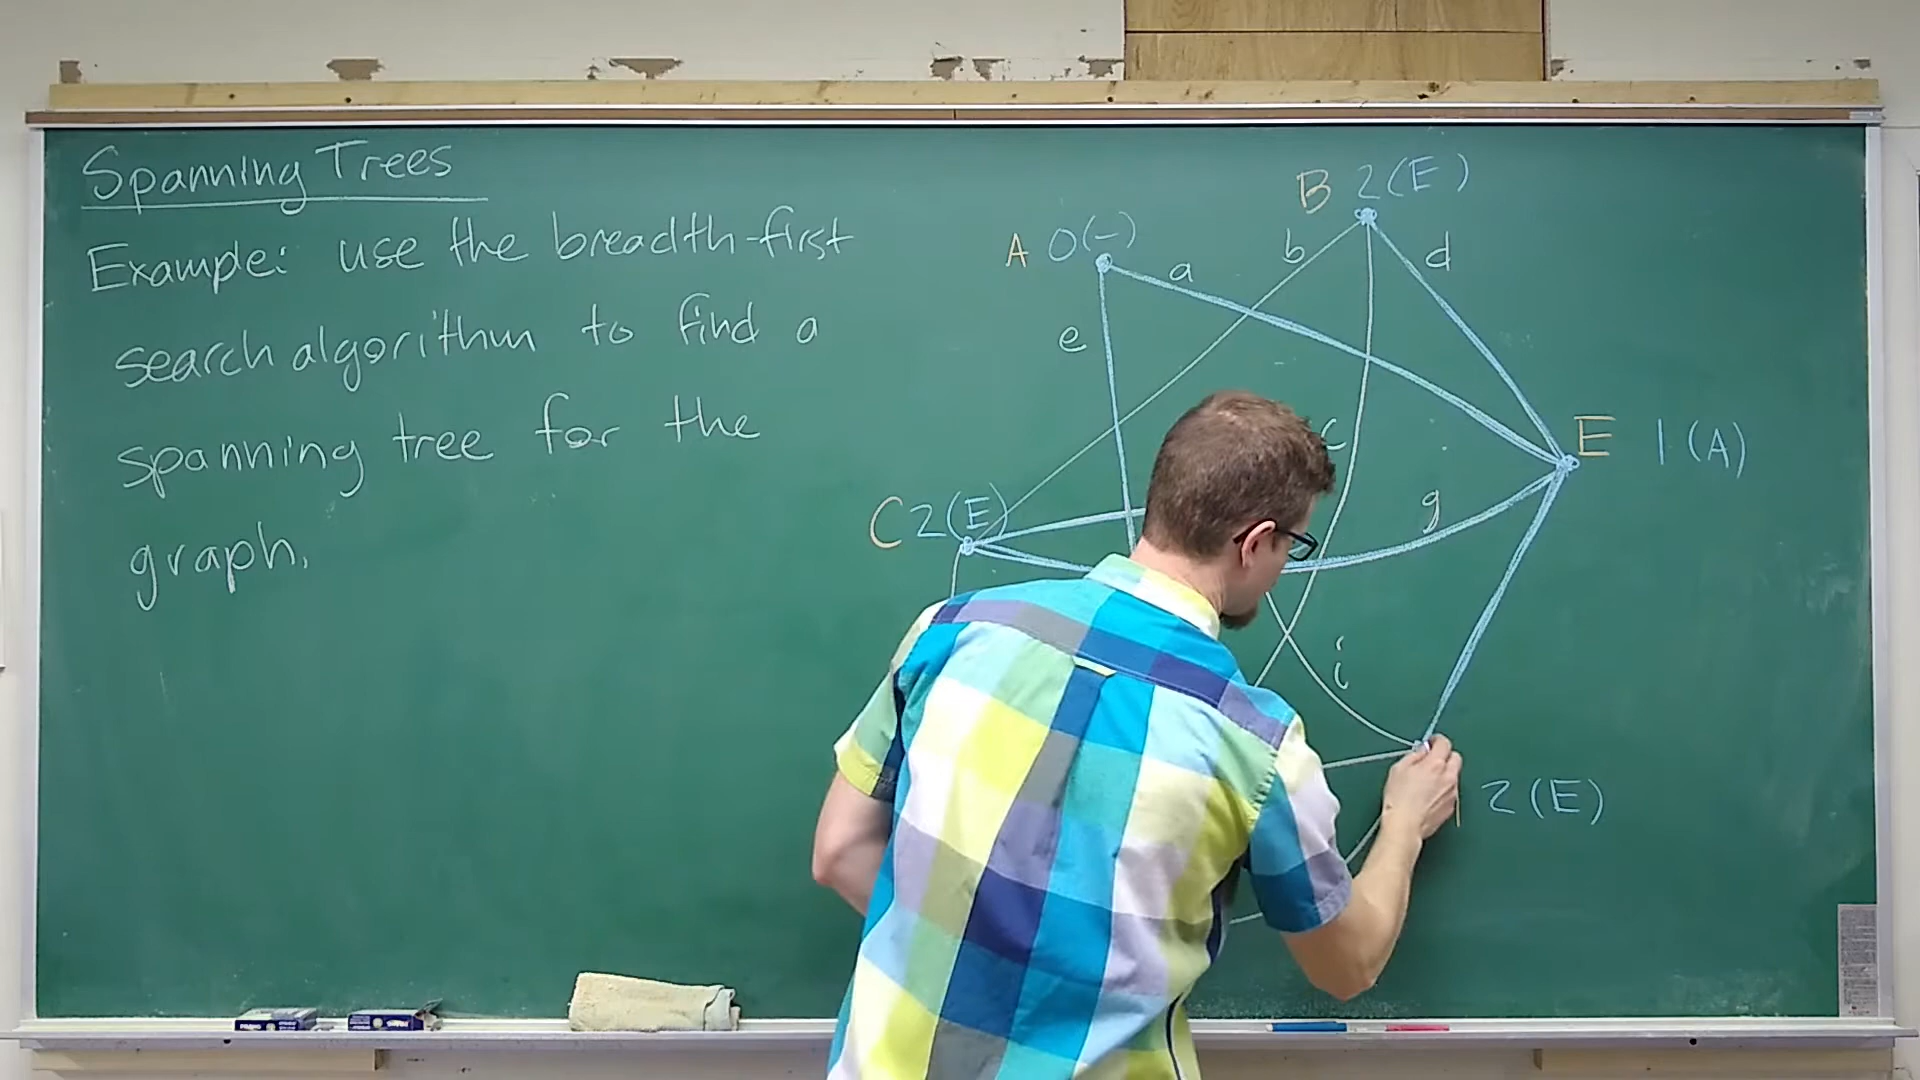 Spanning Trees
Example: use the breadth-first
search algorithm to find a
spanning tree for the
graph.
B 2(E)
A 0(-)
a
b
d
e
c
E 1(A)
g
C 2(E)
i
2(E)